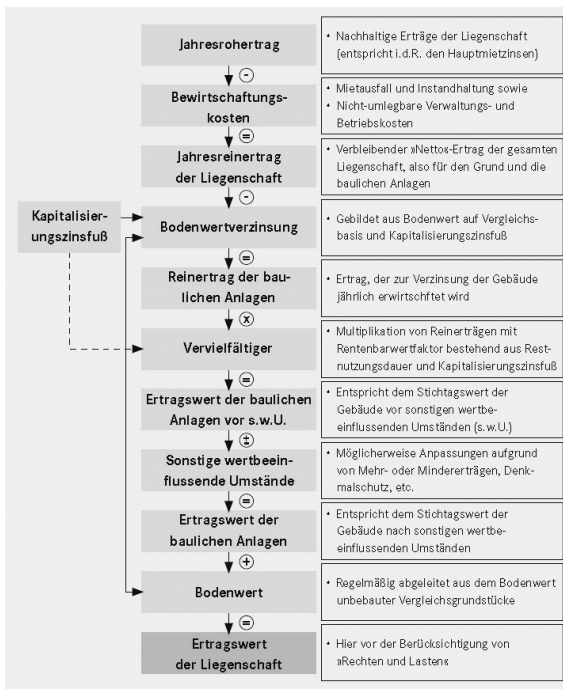 Jahresrohertrag
• Nachhaltige Erträge der Liegenschaft
(entspricht i.d.R. den Hauptmietzinsen)
-
Bewirtschaftungs-
kosten
• Mietausfall und Instandhaltung sowie
• Nicht-umlegbare Verwaltungs- und
Betriebskosten
=
Jahresreinertrag
der Liegenschaft
• Verbleibender »Netto«-Ertrag der gesamten
Liegenschaft, also für den Grund und die
baulichen Anlagen
-
Kapitalisier-
ungszinsfuß
Bodenwertverzinsung
• Gebildet aus Bodenwert auf Vergleichs-
basis und Kapitalisierungszinsfuß
=
Reinertrag der bau-
lichen Anlagen
• Ertrag, der zur Verzinsung der Gebäude
jährlich erwirtschftet wird
x
Vervielfältiger
• Multiplikation von Reinerträgen mit
Rentenbarwertfaktor bestehend aus Rest-
nutzungsdauer und Kapitalisierungszinsfuß
=
Ertragswert der baulichen
Anlagen vor s.w.U.
• Entspricht dem Stichtagswert der
Gebäude vor sonstigen wertbe-
einflussenden Umständen (s.w.U.)
±
Sonstige wertbeein-
flussende Umstände
• Möglicherweise Anpassungen aufgrund
von Mehr- oder Mindererträgen, Denk-
malschutz, etc.
=
Ertragswert der
baulichen Anlagen
• Entspricht dem Stichtagswert der
Gebäude nach sonstigen wertbe-
einflussenden Umständen
+
Bodenwert
• Regelmäßig abgeleitet aus dem Bodenwert
unbebauter Vergleichsgrundstücke
=
Ertragswert
der Liegenschaft
• Hier vor der Berücksichtigung von
»Rechten und Lasten«